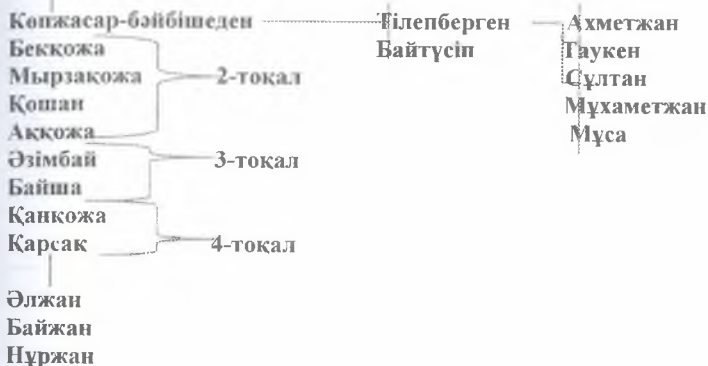 Көпжасар-бәйбішеден Тілепберген Ахметжан
Бекқожа Байтүсіп Таукен
Мырзақожа 2-тоқал Сұлтан
Қошан Мұхаметжан
Аққожа Мұса
Әзімбай 3-тоқал
Байша
Қанқожа
Қарсақ 4-тоқал
Әлжан
Байжан
Нұржан